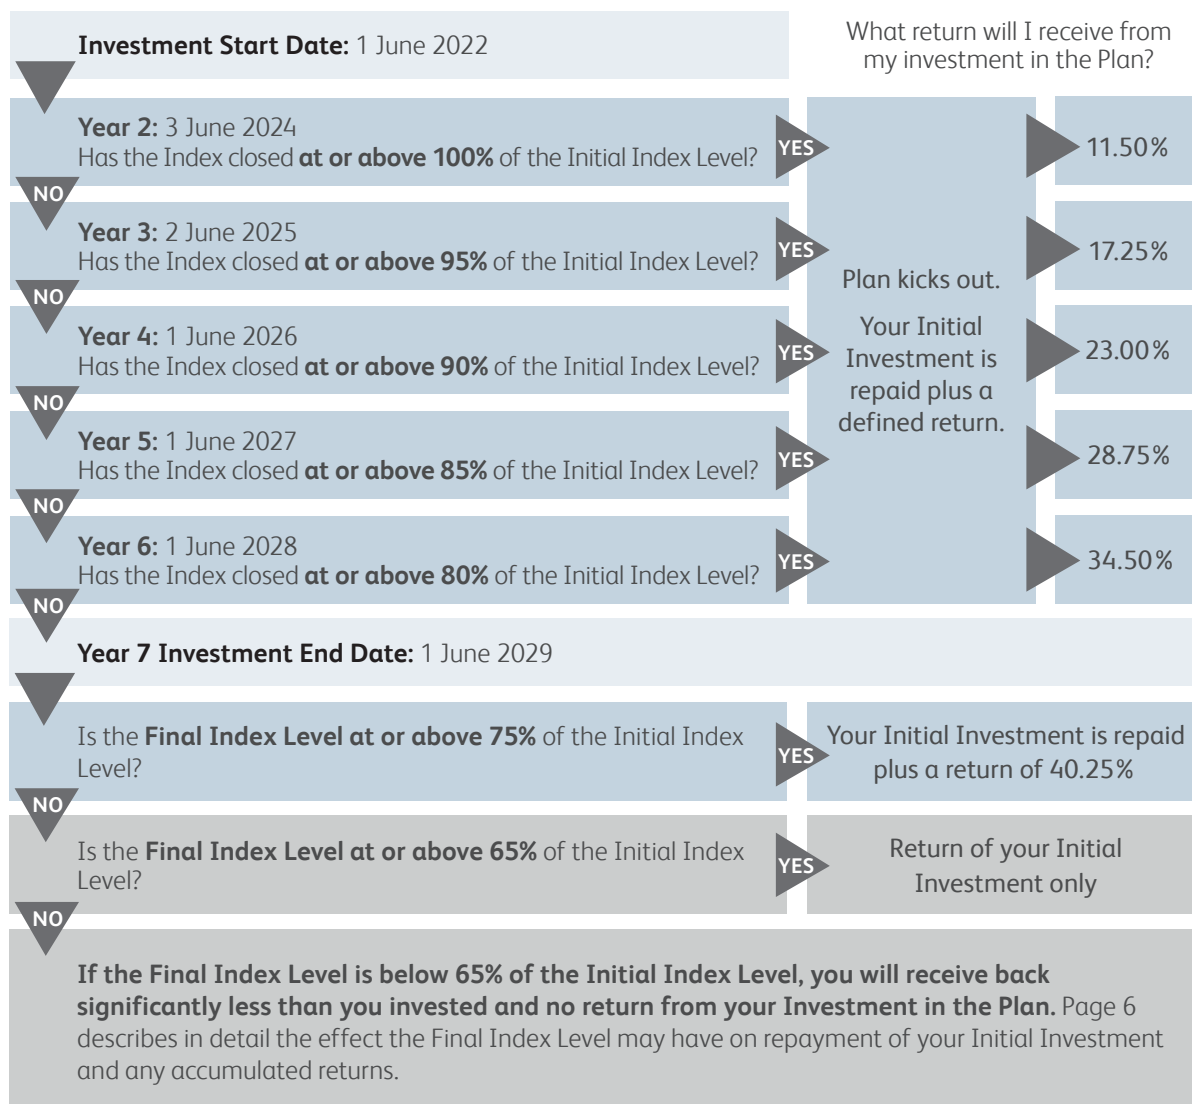 Investment Start Date: 1 June 2022
What return will I receive from
my investment in the Plan?
Year 2: 3 June 2024
Has the Index closed at or above 100% of the Initial Index Level?
YES
11.50%
NO
Year 3: 2 June 2025
Has the Index closed at or above 95% of the Initial Index Level?
YES
17.25%
NO
Year 4: 1 June 2026
Has the Index closed at or above 90% of the Initial Index Level?
YES
23.00%
NO
Year 5: 1 June 2027
Has the Index closed at or above 85% of the Initial Index Level?
YES
28.75%
NO
Year 6: 1 June 2028
Has the Index closed at or above 80% of the Initial Index Level?
YES
34.50%
NO
Plan kicks out.
Your Initial
Investment is
repaid plus a
defined return.
Year 7 Investment End Date: 1 June 2029
Is the Final Index Level at or above 75% of the Initial Index
Level?
YES
Your Initial Investment is repaid
plus a return of 40.25%
NO
Is the Final Index Level at or above 65% of the Initial Index
Level?
YES
Return of your Initial
Investment only
NO
If the Final Index Level is below 65% of the Initial Index Level, you will receive back
significantly less than you invested and no return from your Investment in the Plan. Page 6
describes in detail the effect the Final Index Level may have on repayment of your Initial Investment
and any accumulated returns.